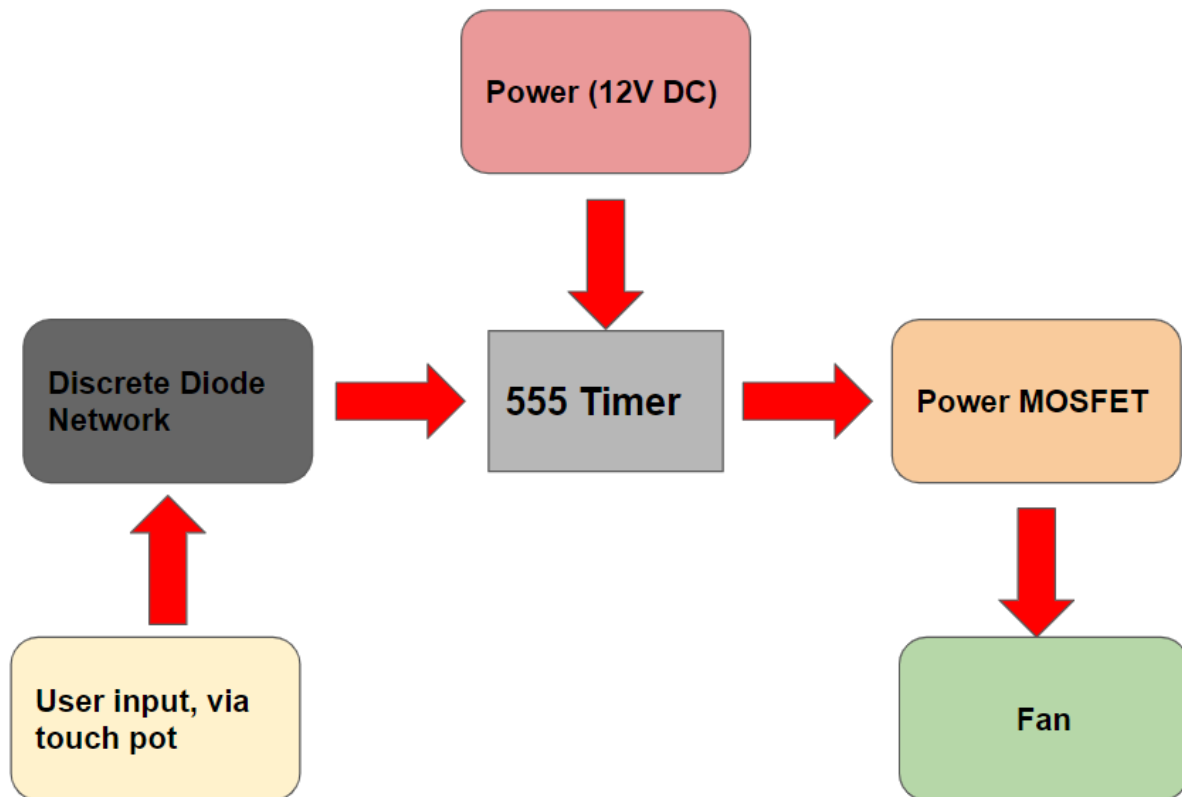 Power (12V DC)
Discrete Diode
Network
555 Timer
Power MOSFET
User input, via
touch pot
Fan